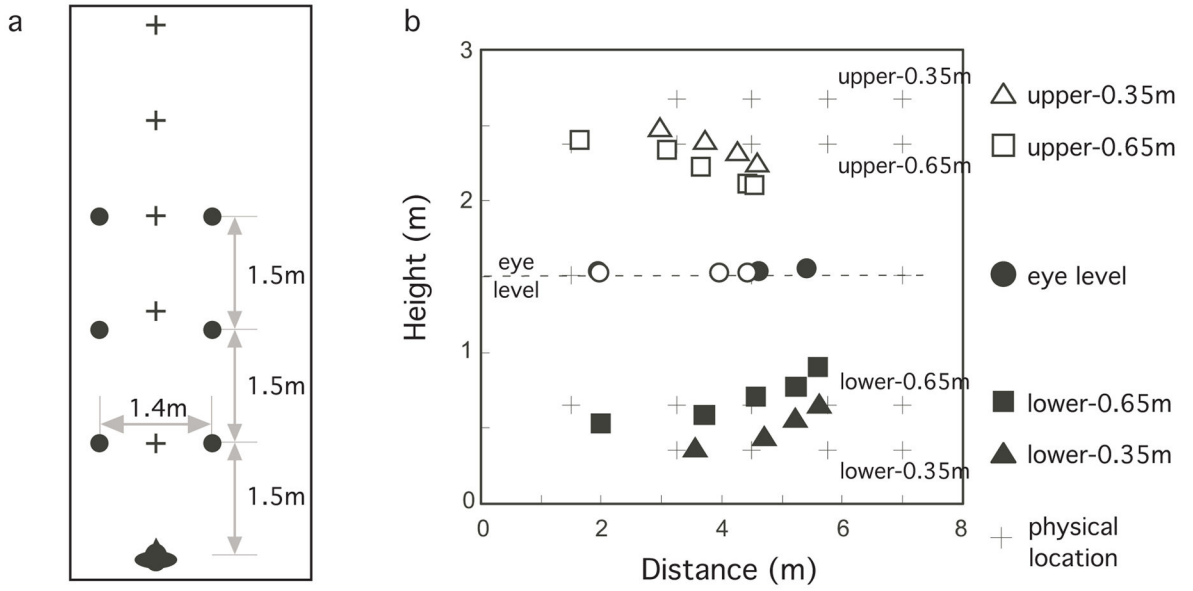 a
1.5m
1.5m
1.4m
1.5m
b
3
2
1
0
Height (m)
0
2
4
6
8
Distance (m)
upper-0.35m
upper-0.65m
eye
level
lower-0.65m
lower-0.35m
upper-0.35m
upper-0.65m
eye level
lower-0.65m
lower-0.35m
physical
location